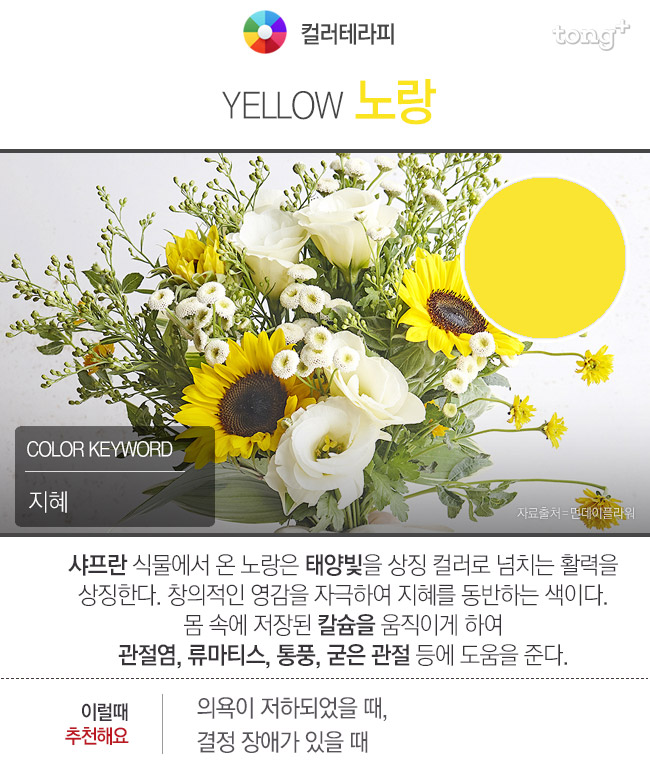 컬러테라피
tong+
YELLOW 노랑
COLOR KEYWORD
지혜
자료출처=먼데이플라워
샤프란 식물에서 온 노랑은 태양빛을 상징 컬러로 넘치는 활력을
상징한다. 창의적인 영감을 자극하여 지혜를 동반하는 색이다.
몸 속에 저장된 칼슘을 움직이게 하여
관절염, 류마티스, 통풍, 굳은 관절 등에 도움을 준다.
이럴때
추천해요
의욕이 저하되었을 때,
결정 장애가 있을 때